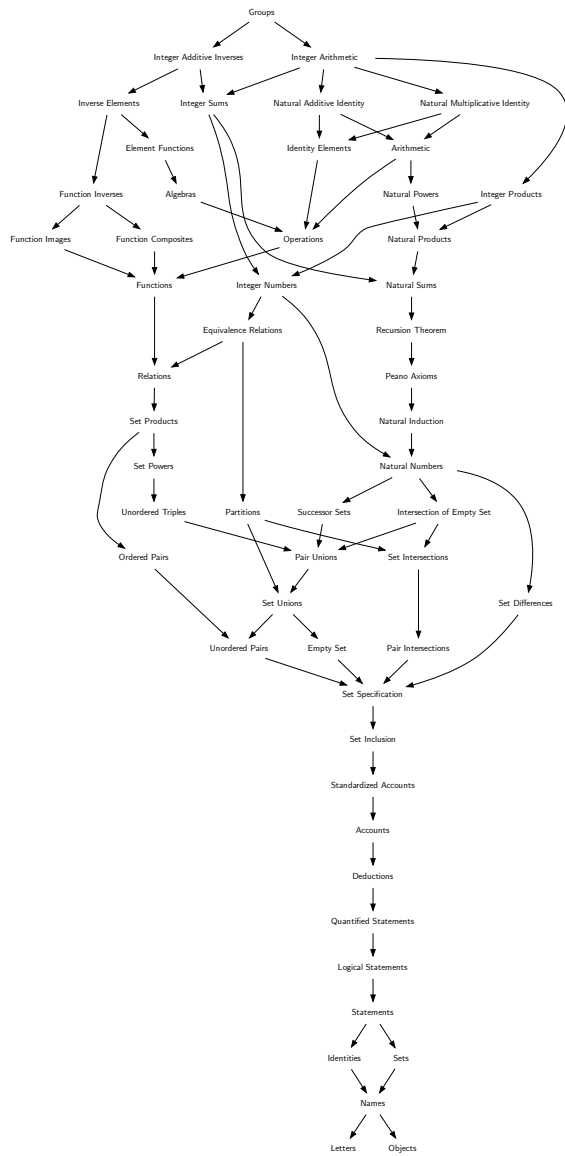 Groups
Integer Additive Inverses
Integer Arithmetic
Inverse Elements
Integer Sums
Natural Additive Identity
Natural Multiplicative Identity
Element Functions
Identity Elements
Arithmetic
Function Inverses
Algebras
Natural Powers
Integer Products
Function Images
Function Composites
Operations
Natural Products
Functions
Integer Numbers
Natural Sums
Equivalence Relations
Recursion Theorem
Relations
Peano Axioms
Set Products
Natural Induction
Set Powers
Natural Numbers
Unordered Triples
Partitions
Successor Sets
Intersection of Empty Set
Ordered Pairs
Pair Unions
Set Intersections
Set Unions
Set Differences
Unordered Pairs
Empty Set
Pair Intersections
Set Specification
Set Inclusion
Standardized Accounts
Accounts
Deductions
Quantified Statements
Logical Statements
Statements
Identities
Sets
Names
Letters
Objects